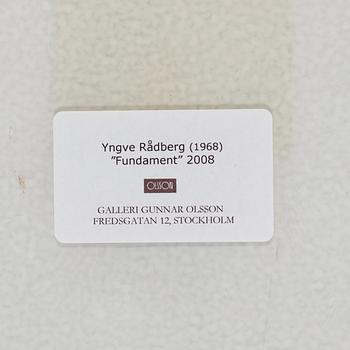 Yngve Rådberg (1968)
”Fundament” 2008
OLSSON
GALLERI GUNNAR OLSSON
FREDSGATAN 12, STOCKHOLM